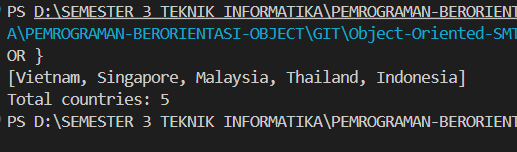 PS D:\SEMESTER 3 TEKNIK INFORMATIKA\PEMROGRAMAN-BERORIENT
A\PEMROGRAMAN-BERORIENTASI-OBJECT\GIT\Object-Oriented-SMT
OR }
[Vietnam, Singapore, Malaysia, Thailand, Indonesia]
Total countries: 5
PS D:\SEMESTER 3 TEKNIK INFORMATIKA\PEMROGRAMAN-BERORIENT